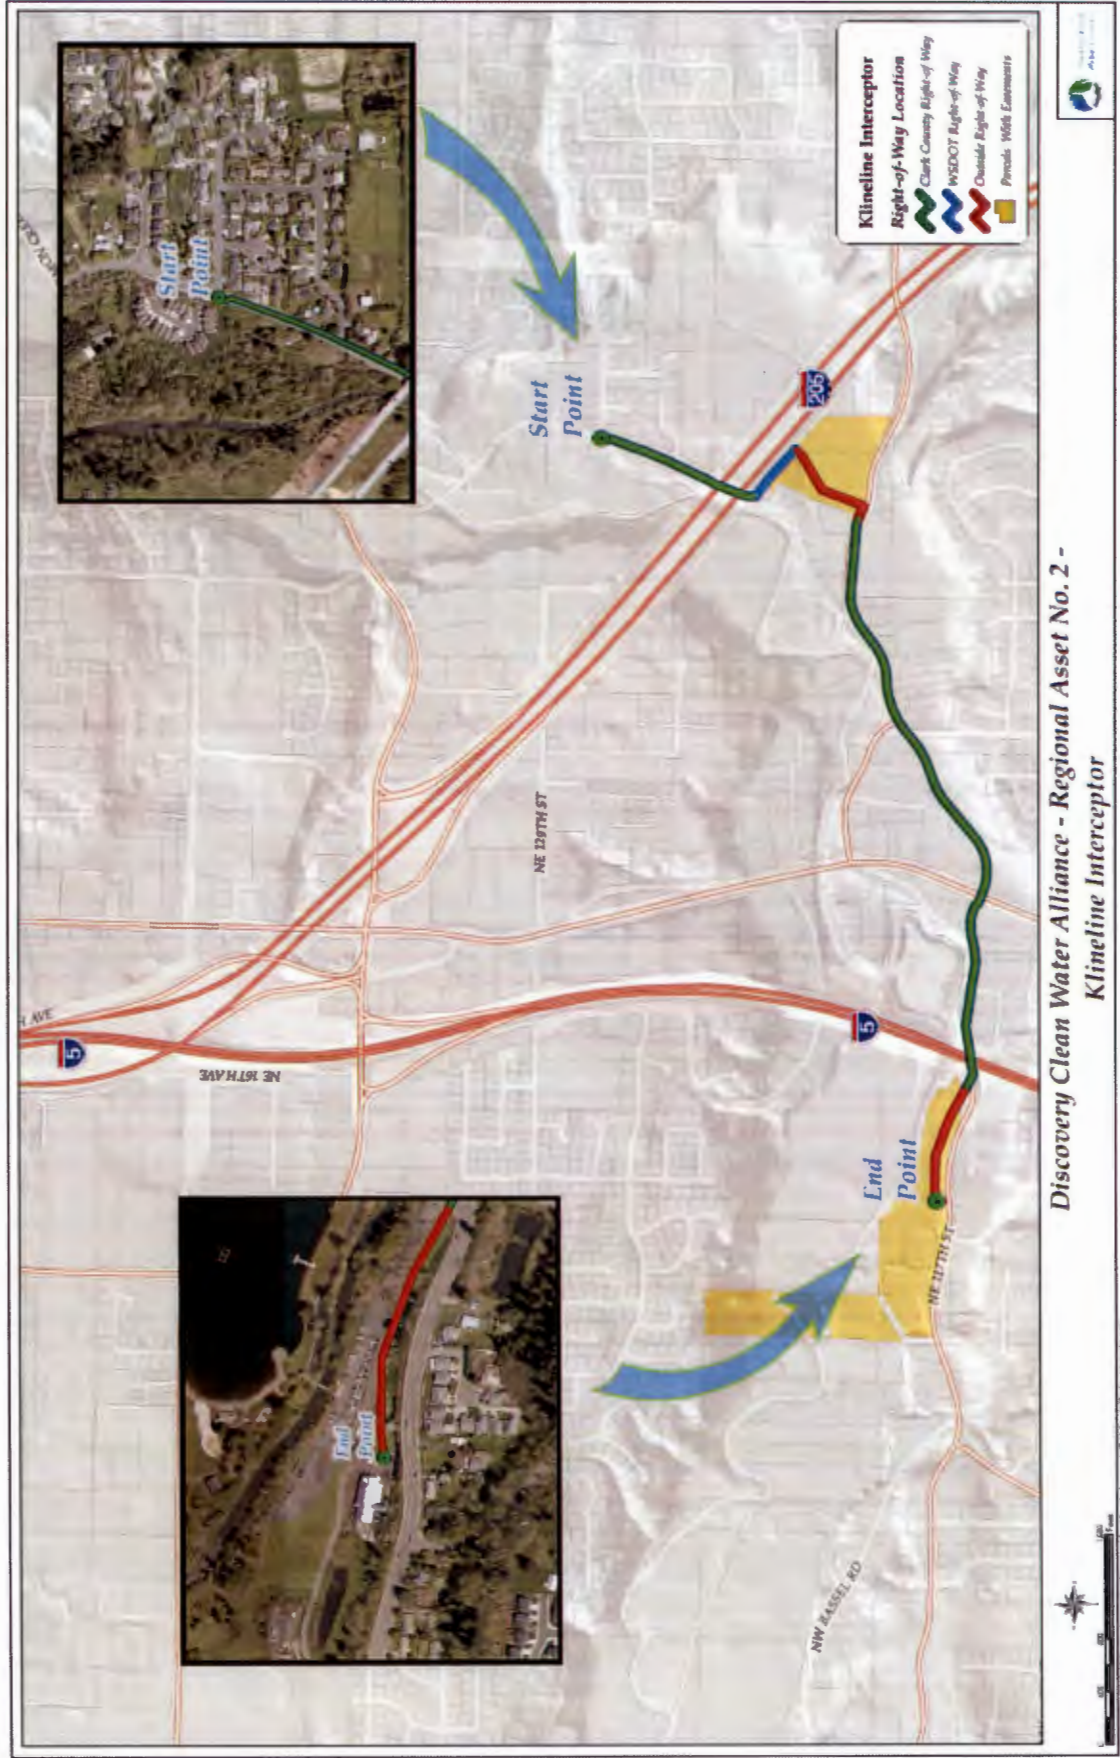 Start
Point
Start
Point
205
Klineline Interceptor
Right-of-Way Location
Clark County Right-of Way
WSDOT Right-of-Way
Outside Right-of-Way
Parcels With Easements
NE 129TH ST
AVE
5
NE 16TH AVE
5
End
Point
End
Point
NE 117TH ST
NW BASSEL RD
Discovery Clean Water Alliance - Regional Asset No. 2 -
Klineline Interceptor